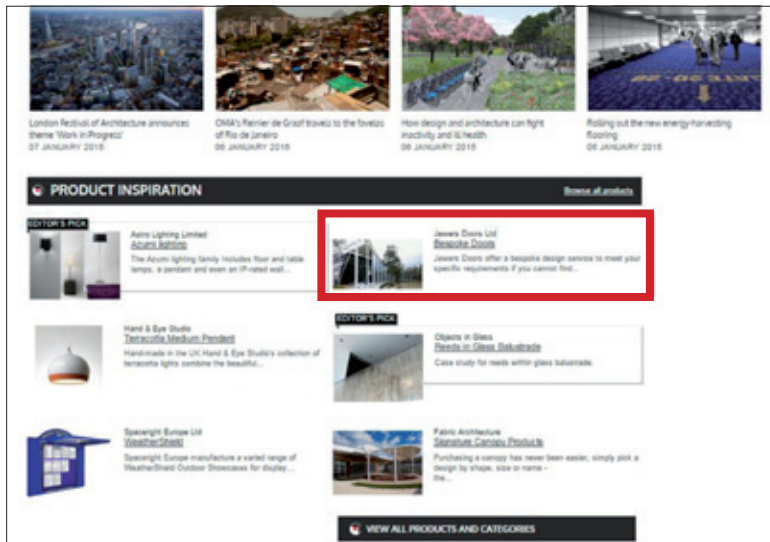 London Festival of Architecture announces
theme 'Work in Progress'
07 JANUARY 2015
OMA's Reinier de Graaf travels to the favelas
of Rio de Janeiro
06 JANUARY 2015
How design and architecture can fight
inactivity and ill health
06 JANUARY 2015
Rolling out the new energy-harvesting
flooring
06 JANUARY 2015
PRODUCT INSPIRATION
Browse all products
EDITOR'S PICK
Astro Lighting Limited
Azumi lighting
The Azumi lighting family includes floor and table
lamps, a pendant and even an IP-rated wall...
Jewers Doors Ltd
Bespoke Doors
Jewers Doors offer a bespoke design service to meet your
specific requirements if you cannot find...
Hand & Eye Studio
Terracotta Medium Pendant
Hand-made in the UK Hand & Eye Studio's collection of
terracotta lights combine the beautiful...
EDITOR'S PICK
Objects in Glass
Reeds in Glass Balustrade
Case study for reeds within glass balustrade.
Spaceright Europe Ltd
WeatherShield
Spaceright Europe manufacture a varied range of
WeatherShield Outdoor Showcases for display...
Fabric Architecture
Signature Canopy Products
Purchasing a canopy has never been easier, simply pick a
design by shape, size or name -
the...
VIEW ALL PRODUCTS AND CATEGORIES